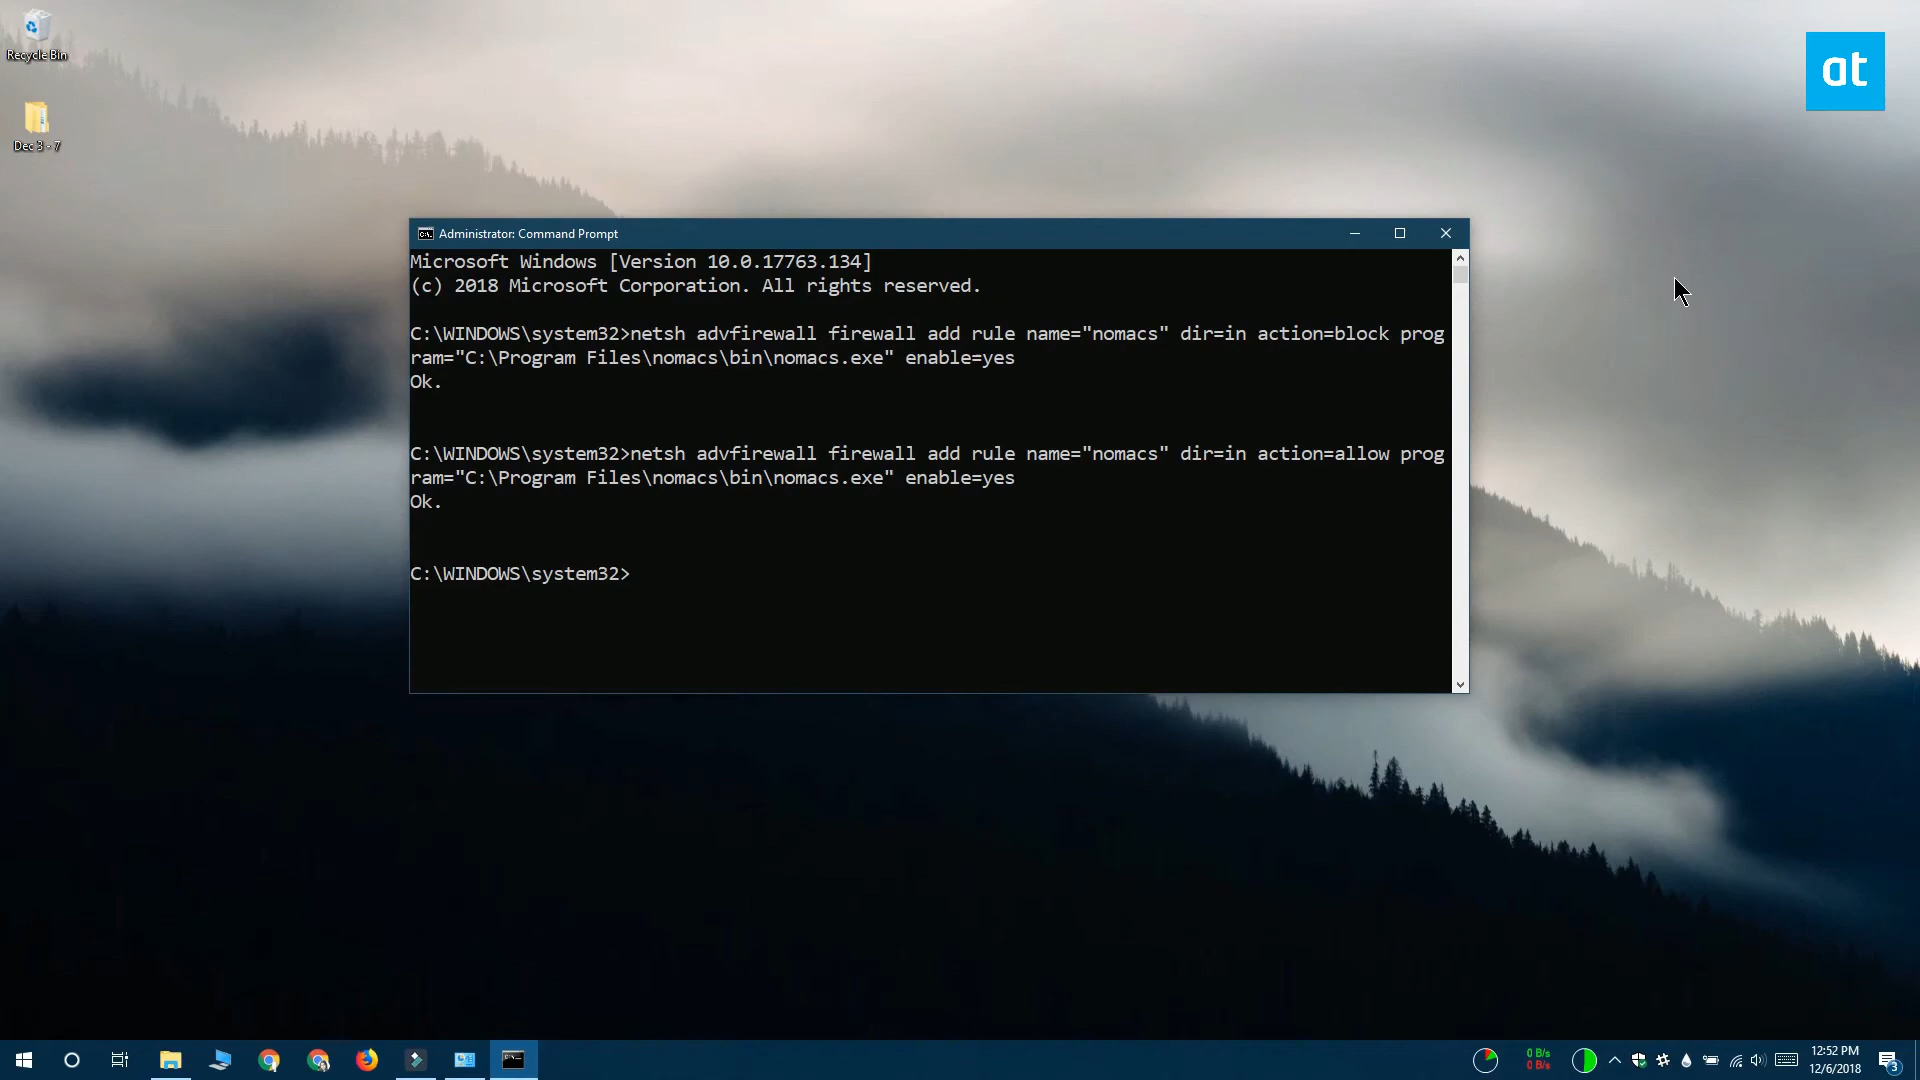 Recycle Bin
at
Dec 3 - 7
Administrator: Command Prompt
Microsoft Windows [Version 10.0.17763.134]
(c) 2018 Microsoft Corporation. All rights reserved.
C:\WINDOWS\system32>netsh advfirewall firewall add rule name="nomacs" dir=in action=block prog
ram="C:\Program Files\nomacs\bin\nomacs.exe" enable=yes
Ok.
C:\WINDOWS\system32>netsh advfirewall firewall add rule name="nomacs" dir=in action=allow prog
ram="C:\Program Files\nomacs\bin\nomacs.exe" enable=yes
Ok.
C:\WINDOWS\system32>
0 B/s
0 B/s
12:52 PM
12/6/2018
3